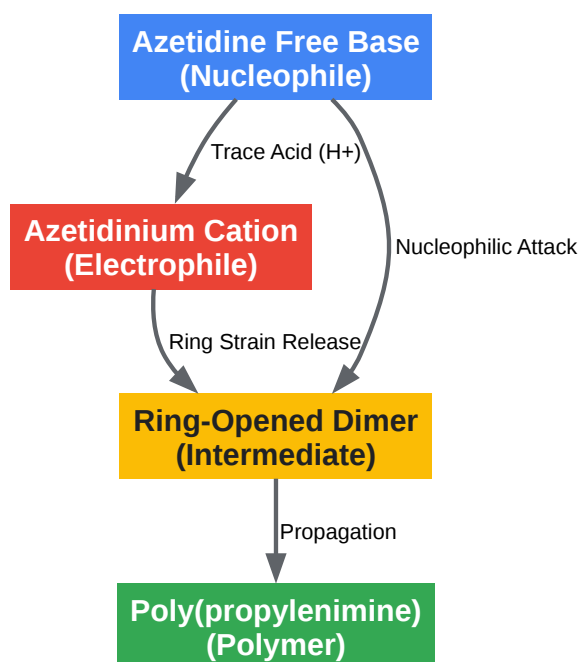 Azetidine Free Base
(Nucleophile)
Trace Acid (H+)
Azetidinium Cation
(Electrophile)
Nucleophilic Attack
Ring Strain Release
Ring-Opened Dimer
(Intermediate)
Propagation
Poly(propylenimine)
(Polymer)